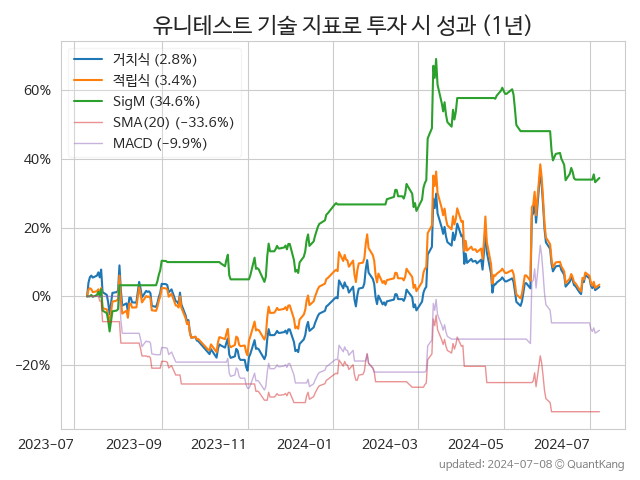 유니테스트 기술 지표로 투자 시 성과 (1년)
거치식 (2.8%)
적립식 (3.4%)
SigM (34.6%)
SMA(20) (−33.6%)
MACD (−9.9%)
60%
40%
20%
0%
−20%
2023-07 2023-09 2023-11 2024-01 2024-03 2024-05 2024-07
updated: 2024-07-08 ⓒ QuantKang